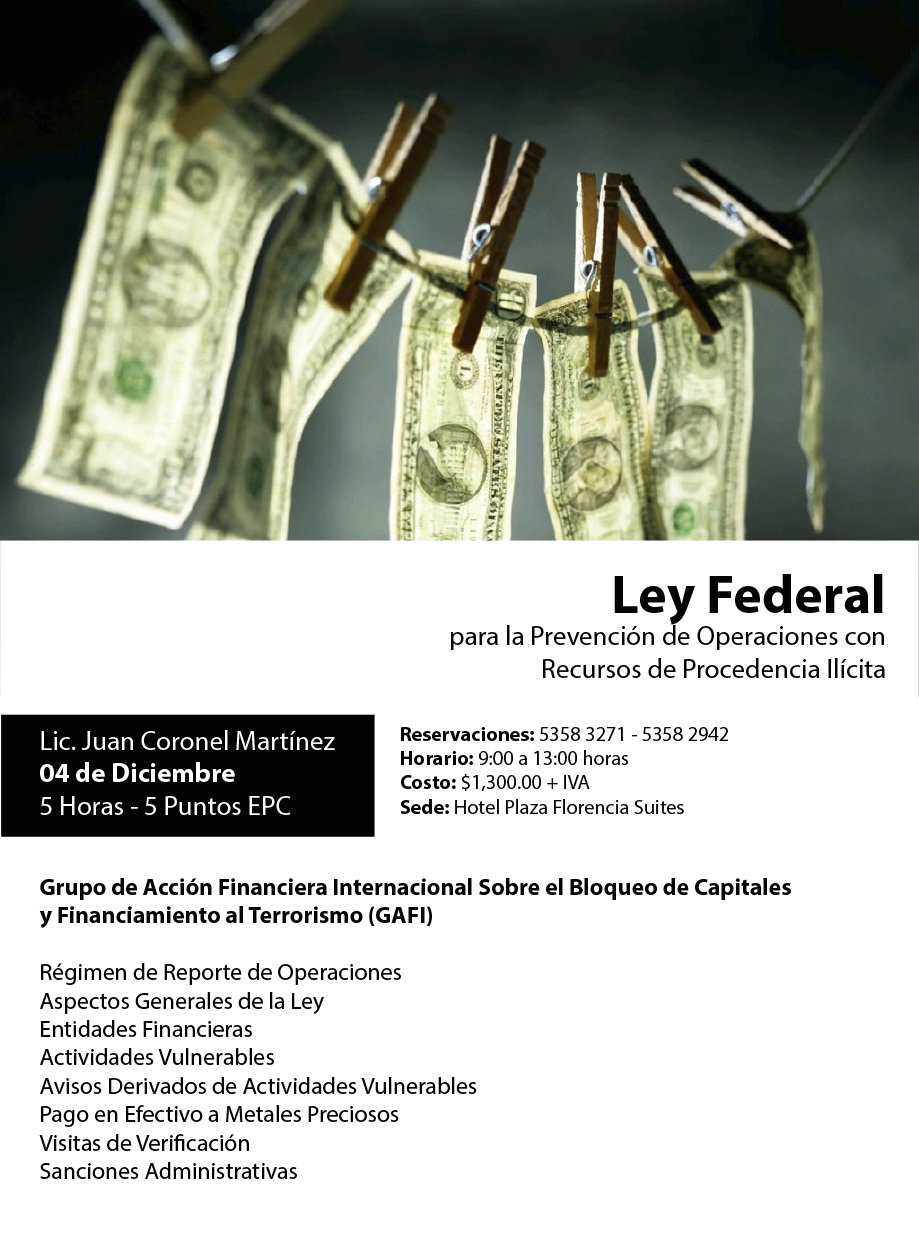 Ley Federal
para la Prevención de Operaciones con
Recursos de Procedencia Ilícita
Lic. Juan Coronel Martínez
04 de Diciembre
5 Horas - 5 Puntos EPC
Reservaciones: 5358 3271 - 5358 2942
Horario: 9:00 a 13:00 horas
Costo: $1,300.00 + IVA
Sede: Hotel Plaza Florencia Suites
Grupo de Acción Financiera Internacional Sobre el Bloqueo de Capitales
y Financiamiento al Terrorismo (GAFI)
Régimen de Reporte de Operaciones
Aspectos Generales de la Ley
Entidades Financieras
Actividades Vulnerables
Avisos Derivados de Actividades Vulnerables
Pago en Efectivo a Metales Preciosos
Visitas de Verificación
Sanciones Administrativas